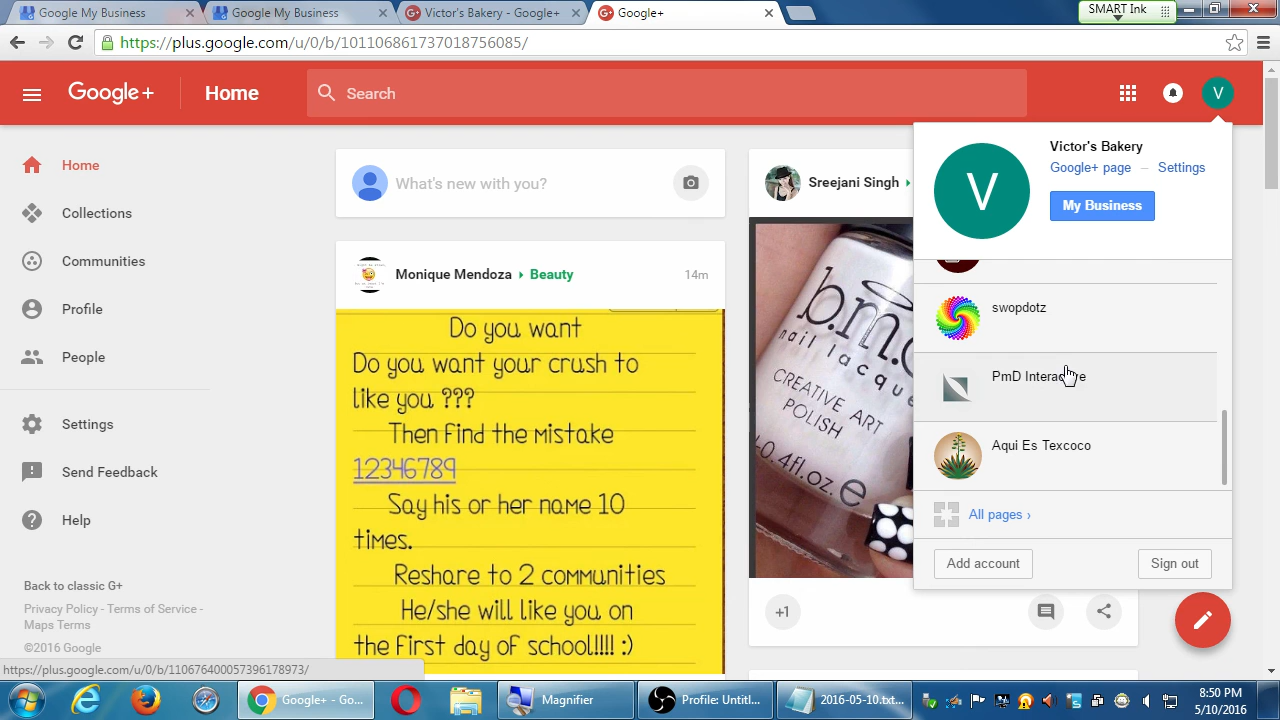 Google My Business
Google My Business
Victor's Bakery - Google+
Google+
SMART Ink
https://plus.google.com/u/0/b/101106861737018756085/
Google+
Home
Search
V
Home
Collections
Communities
Profile
People
Settings
Send Feedback
Help
Back to classic G+
Privacy Policy - Terms of Service -
Maps Terms
©2016 Google
What's new with you?
Monique Mendoza
Beauty
14m
Do you want
Do you want your crush to
like you ???
Then find the mistake
12346789
Say his or her name 10
times.
Reshare to 2 communities
He/she will like you on
the first day of school!!!! :)
Sreejani Singh
b.m.
nail lacque
CREATIVE ART
POLISH
0.4fl.oz.
+1
V
Victor's Bakery
Google+ page – Settings
My Business
swopdotz
PmD Interactive
Aqui Es Texcoco
All pages ›
Add account
Sign out
https://plus.google.com/u/0/b/110676400057396178973/
Google+ - Go...
Magnifier
Profile: Untitl...
2016-05-10.txt...
8:50 PM
5/10/2016